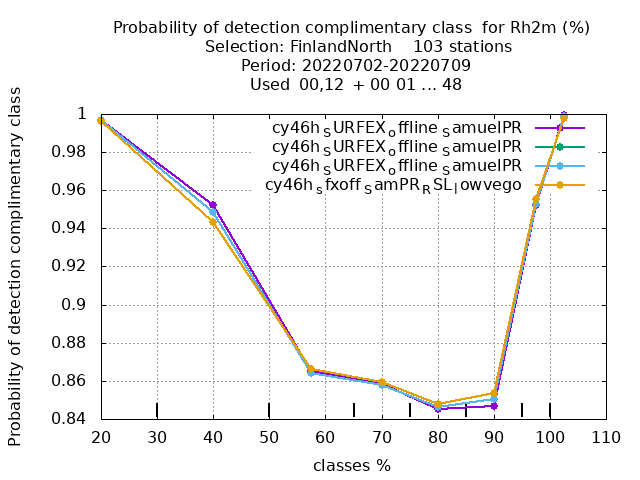 Probability of detection complimentary class  for Rh2m (%)
Selection: FinlandNorth    103 stations
Period: 20220702-20220709
Used  00,12  + 00 01 ... 48
Probability of detection complimentary class
1
0.98
0.96
0.94
0.92
0.9
0.88
0.86
0.84
cy46h_SURFEX_offline_SamuelPR
cy46h_SURFEX_offline_SamuelPR
cy46h_SURFEX_offline_SamuelPR
cy46h_sfxoff_SamPR_RSL_lowvego
20 30 40 50 60 70 80 90 100 110
classes %